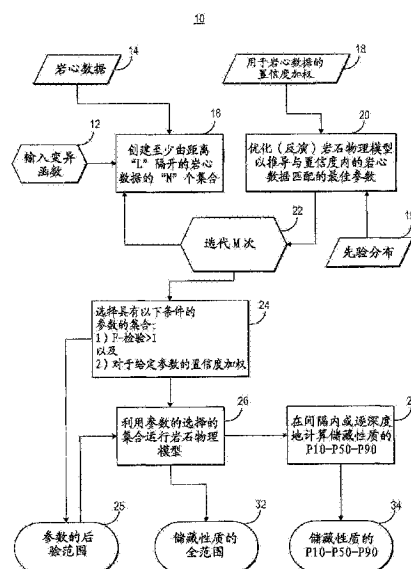 10
14
岩心数据
18
用于岩心数据的
置信度加权
12
输入变异
函数
16
创建至少由距离
“L”隔开的岩心
数据的“N”个集合
20
优化(反演)岩石物理模型
以推导与置信度内的岩心
数据匹配的最佳参数
22
迭代M次
先验分布
24
选择具有以下条件的
参数的集合:
1)F-检验>1
以及
2)对于给定参数的置信度加权
26
利用参数的选择的
集合运行岩石物理
模型
在间隔内或逐深度
地计算储藏性质的
P10-P50-P90
参数的后
验范围
32
储藏性质的
全范围
34
储藏性质的
P10-P50-P90